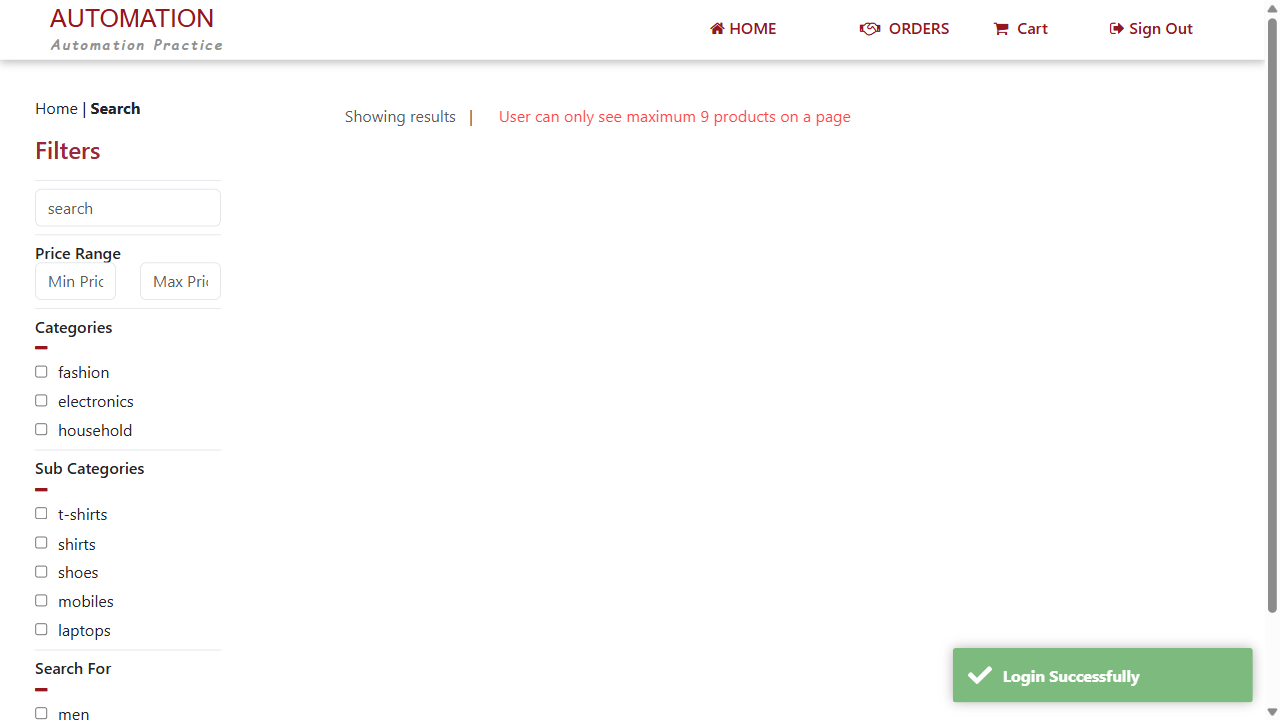 AUTOMATION
Automation Practice
HOME
ORDERS
Cart
Sign Out
Home | Search
Showing results | User can only see maximum 9 products on a page
Filters
search
Price Range
Min Pric
Max Pric
Categories
fashion
electronics
household
Sub Categories
t-shirts
shirts
shoes
mobiles
laptops
Search For
men
Login Successfully